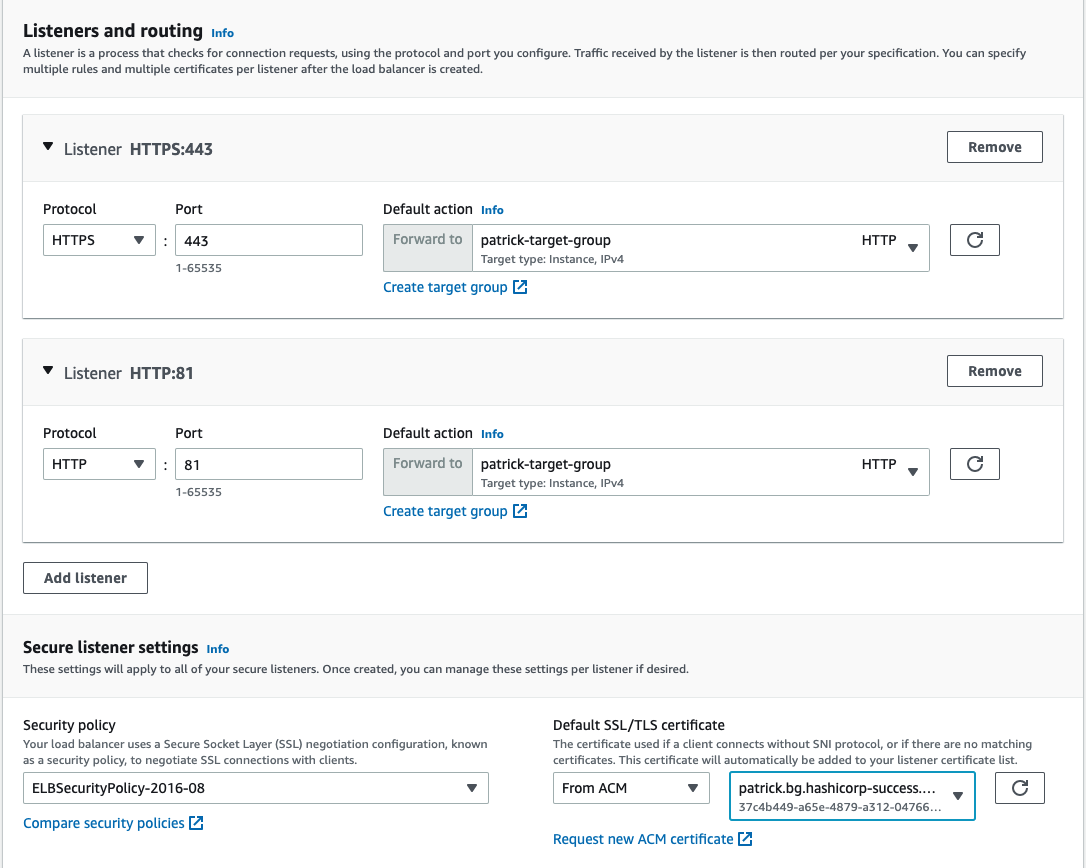 Listeners and routing Info
A listener is a process that checks for connection requests, using the protocol and port you configure. Traffic received by the listener is then routed per your specification. You can specify
multiple rules and multiple certificates per listener after the load balancer is created.
Listener HTTPS:443
Remove
Protocol Port Default action Info
HTTPS : 443 Forward to patrick-target-group HTTP
Target type: Instance, IPv4
1-65535
Create target group
Listener HTTP:81
Remove
Protocol Port Default action Info
HTTP : 81 Forward to patrick-target-group HTTP
Target type: Instance, IPv4
1-65535
Create target group
Add listener
Secure listener settings Info
These settings will apply to all of your secure listeners. Once created, you can manage these settings per listener if desired.
Security policy
Your load balancer uses a Secure Socket Layer (SSL) negotiation configuration, known
as a security policy, to negotiate SSL connections with clients.
ELBSecurityPolicy-2016-08
Compare security policies
Default SSL/TLS certificate
The certificate used if a client connects without SNI protocol, or if there are no matching
certificates. This certificate will automatically be added to your listener certificate list.
From ACM
patrick.bg.hashicorp-success....
37c4b449-a65e-4879-a312-04766...
Request new ACM certificate